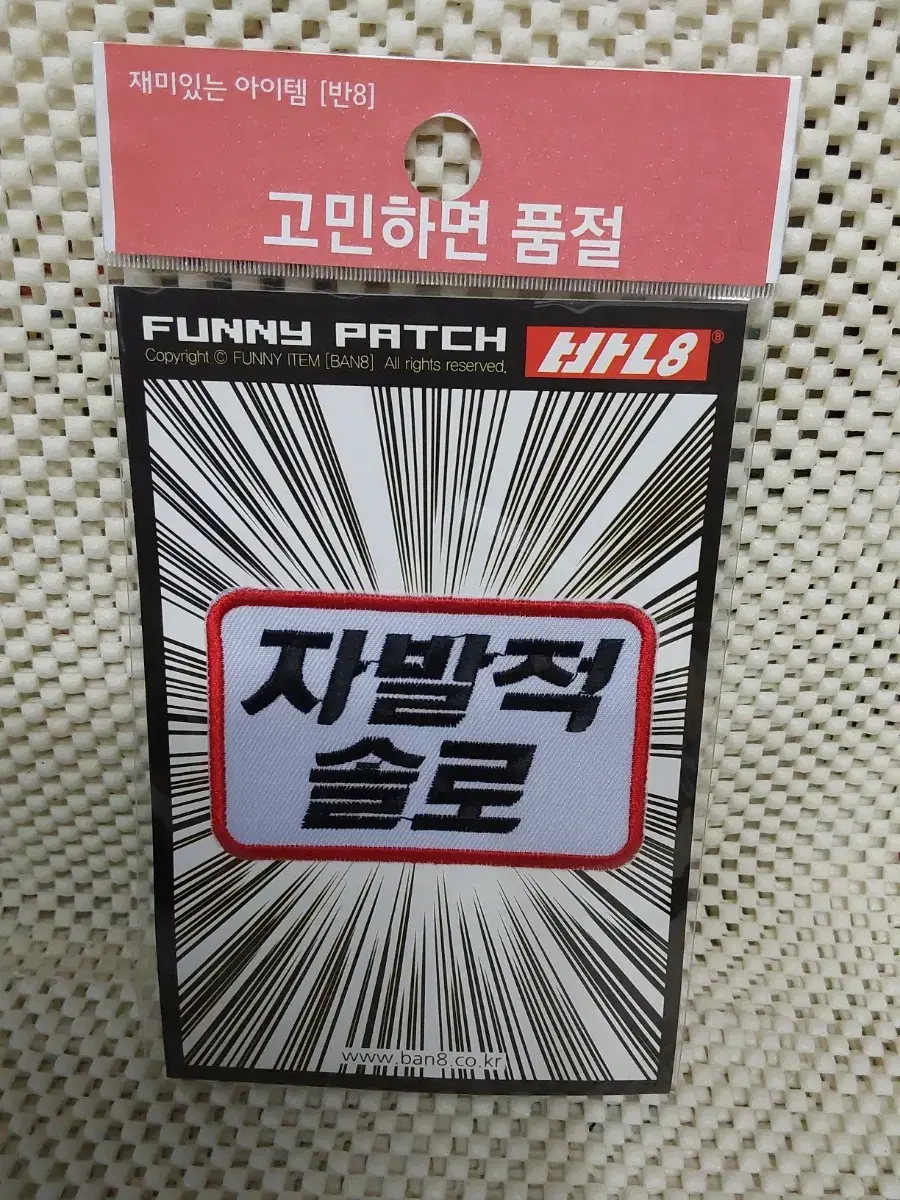 재미있는 아이템 [반8]
고민하면 품절
FUNNY PATCH
Copyright © FUNNY ITEM [BAN8] All rights reserved.
반8®
자발적
솔로
www.ban8.co.kr